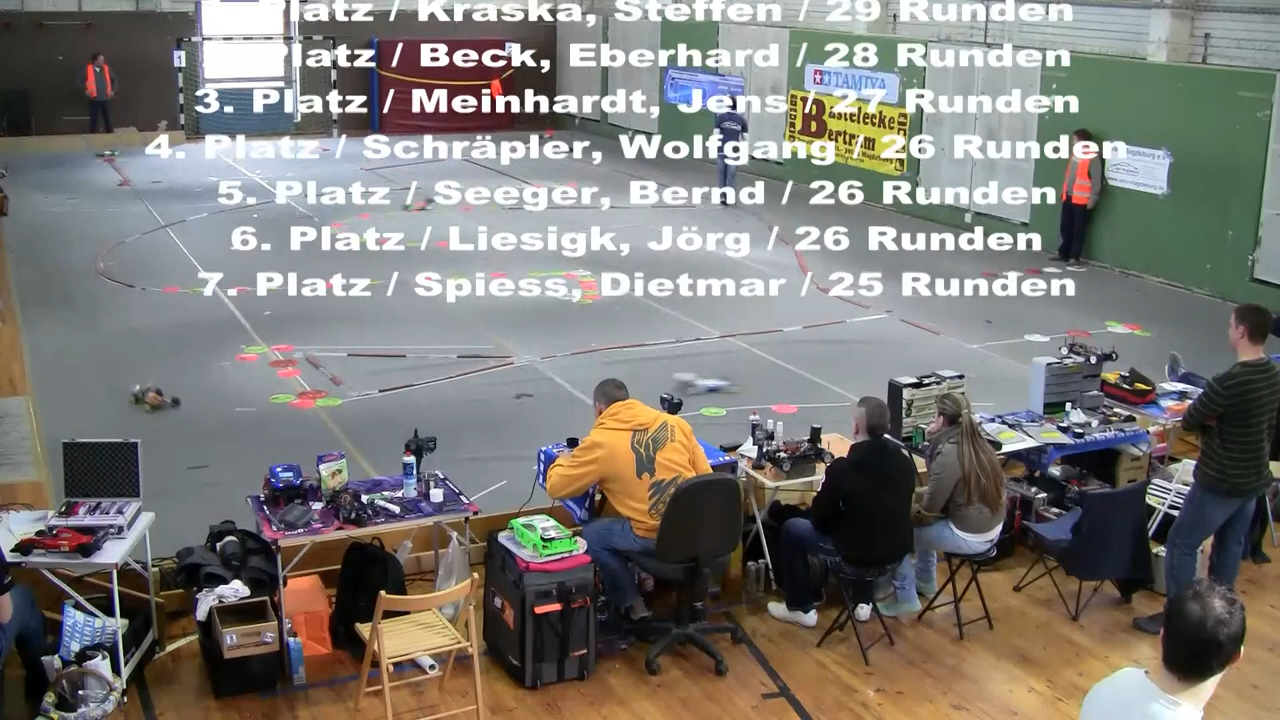 Platz / Kraska, Steffen / 29 Runden
Platz / Beck, Eberhard / 28 Runden
3. Platz / Meinhardt, Jens / 27 Runden
4. Platz / Schräpler, Wolfgang / 26 Runden
5. Platz / Seeger, Bernd / 26 Runden
6. Platz / Liesigk, Jörg / 26 Runden
7. Platz / Spiess, Dietmar / 25 Runden
TAMIYA
Bastelecke
Bertram
1